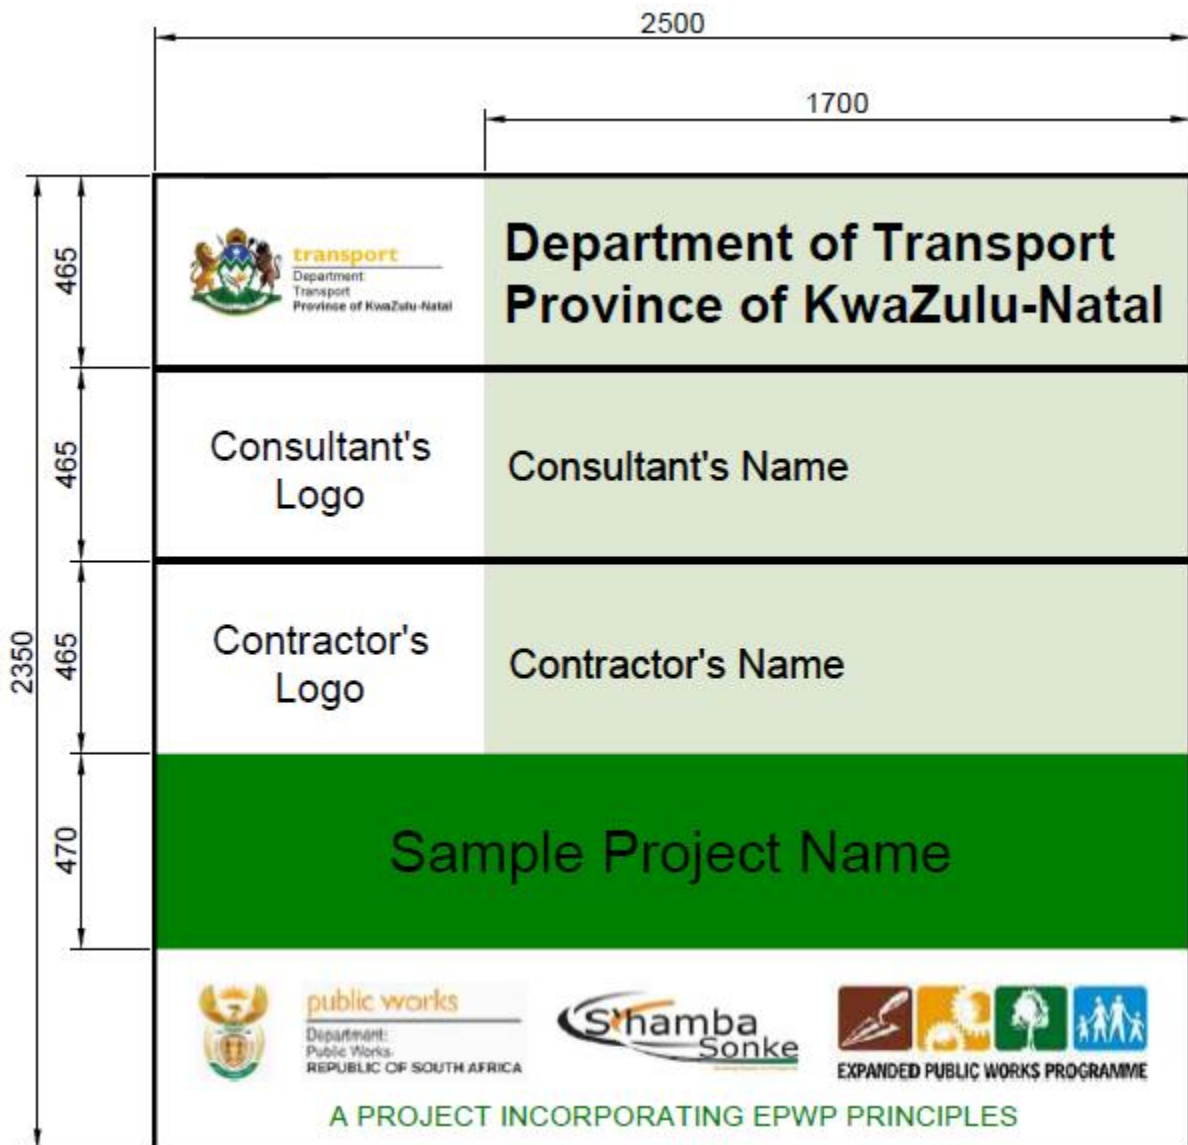 2500
1700
2350
465
transport
Department
Transport
Province of KwaZulu-Natal
Department of Transport
Province of KwaZulu-Natal
465
Consultant's
Logo
Consultant's Name
465
Contractor's
Logo
Contractor's Name
470
Sample Project Name
public works
Department:
Public Works
REPUBLIC OF SOUTH AFRICA
S'hamba
Sonke
EXPANDED PUBLIC WORKS PROGRAMME
A PROJECT INCORPORATING EPWP PRINCIPLES